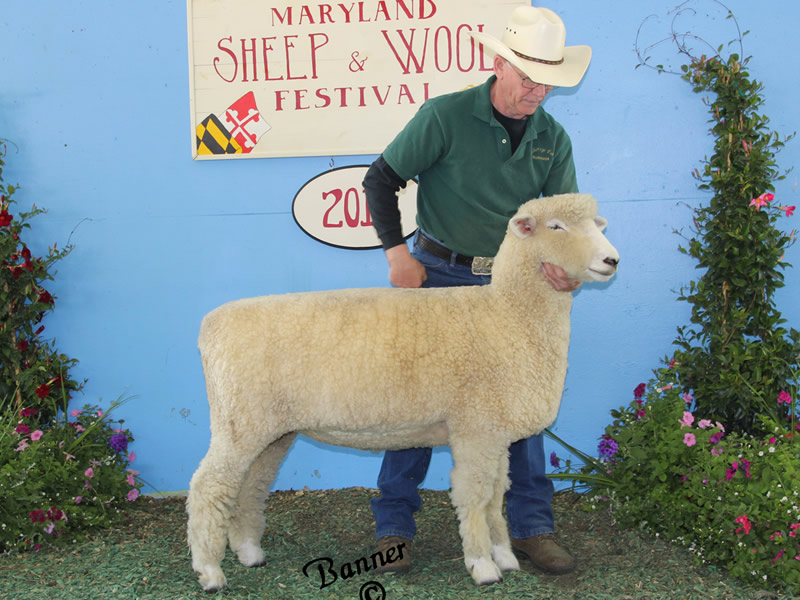 MARYLAND
SHEEP & WOOL
FESTIVAL
Banner
©